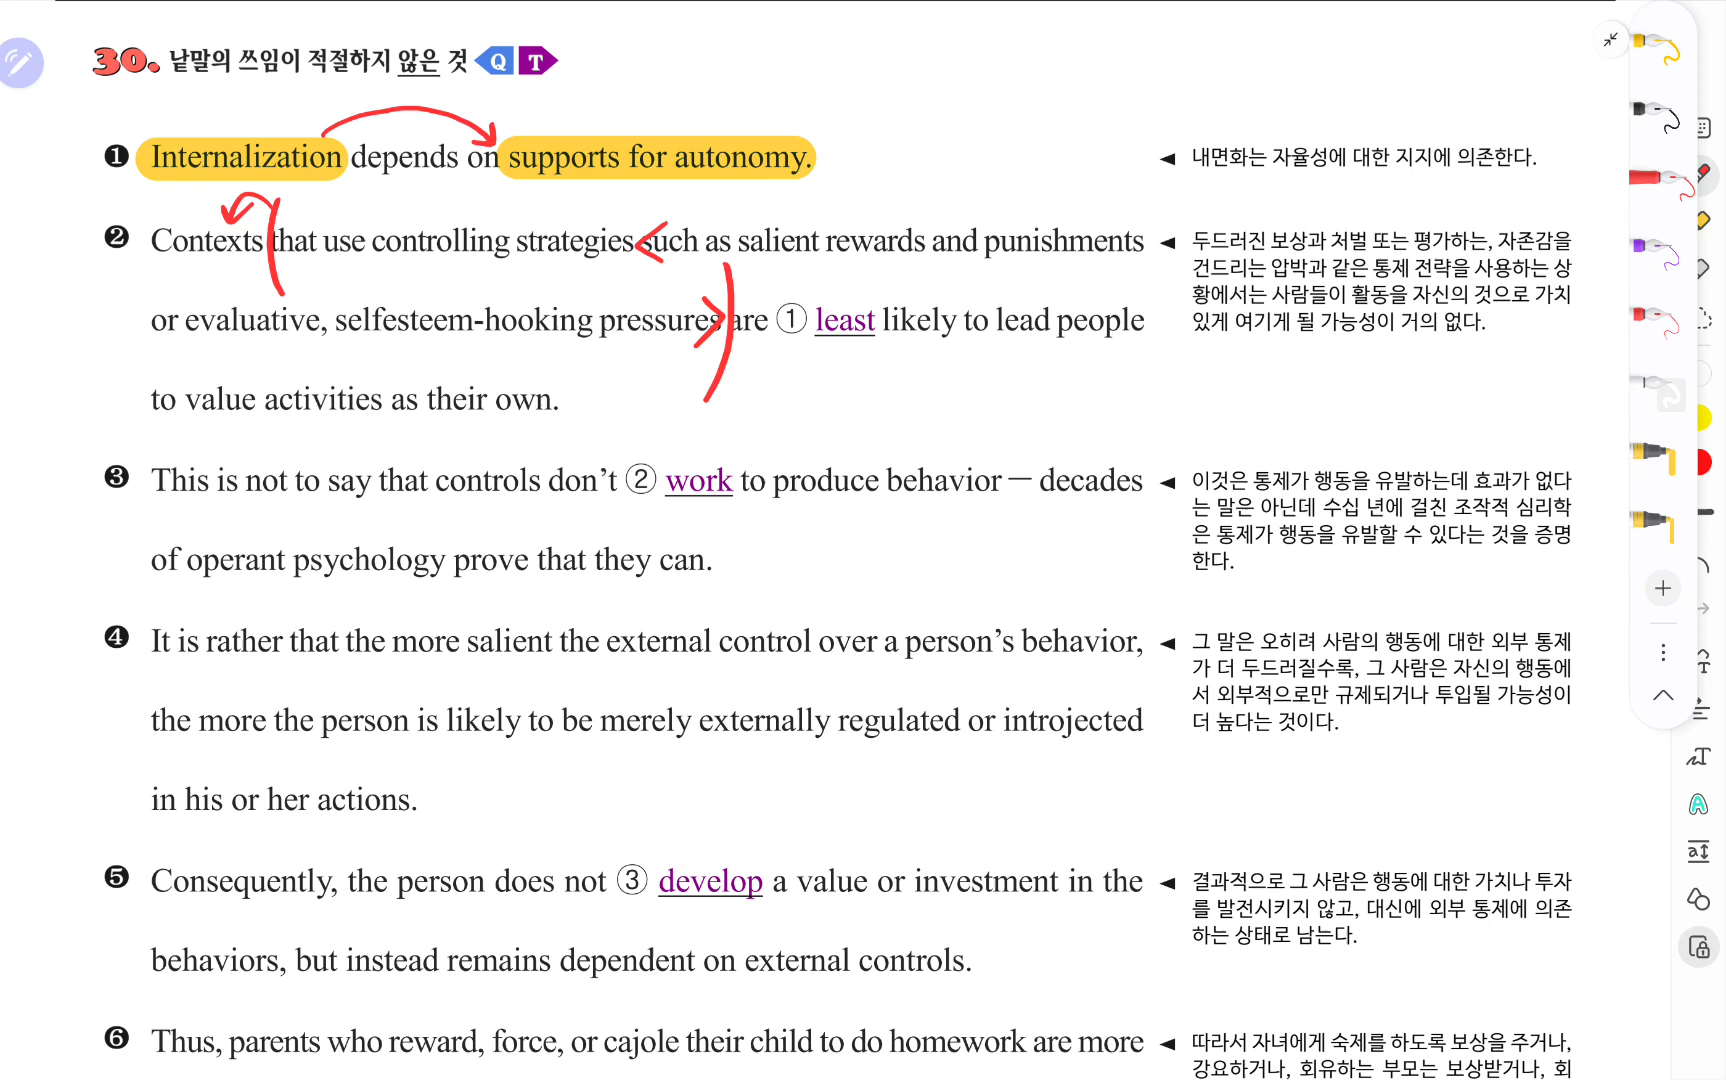 30. 낱말의 쓰임이 적절하지 않은 것 Q T
❶ Internalization depends on supports for autonomy.
◄ 내면화는 자율성에 대한 지지에 의존한다.
❷ Contexts that use controlling strategies such as salient rewards and punishments
or evaluative, selfesteem-hooking pressures are ① least likely to lead people
to value activities as their own.
◄ 두드러진 보상과 처벌 또는 평가하는, 자존감을
건드리는 압박과 같은 통제 전략을 사용하는 상
황에서는 사람들이 활동을 자신의 것으로 가치
있게 여기게 될 가능성이 거의 없다.
❸ This is not to say that controls don’t ② work to produce behavior — decades
of operant psychology prove that they can.
◄ 이것은 통제가 행동을 유발하는데 효과가 없다
는 말은 아닌데 수십 년에 걸친 조작적 심리학
은 통제가 행동을 유발할 수 있다는 것을 증명
한다.
❹ It is rather that the more salient the external control over a person’s behavior,
the more the person is likely to be merely externally regulated or introjected
in his or her actions.
◄ 그 말은 오히려 사람의 행동에 대한 외부 통제
가 더 두드러질수록, 그 사람은 자신의 행동에
서 외부적으로만 규제되거나 투입될 가능성이
더 높다는 것이다.
❺ Consequently, the person does not ③ develop a value or investment in the
behaviors, but instead remains dependent on external controls.
◄ 결과적으로 그 사람은 행동에 대한 가치나 투자
를 발전시키지 않고, 대신에 외부 통제에 의존
하는 상태로 남는다.
❻ Thus, parents who reward, force, or cajole their child to do homework are more
◄ 따라서 자녀에게 숙제를 하도록 보상을 주거나,
강요하거나, 회유하는 부모는 보상받거나, 회